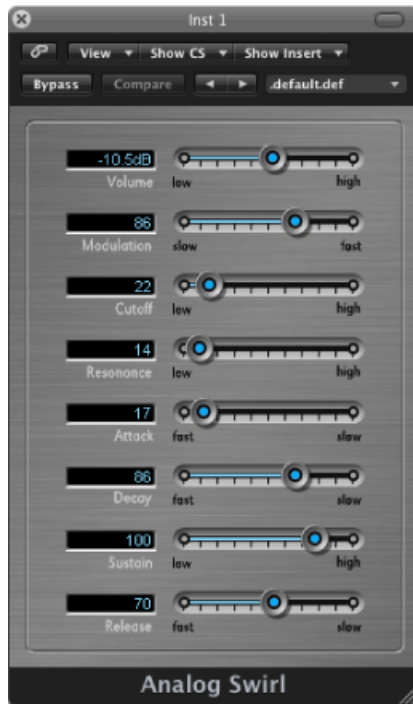 Inst 1
View Show CS Show Insert
Bypass Compare .default.def
-10.5dB
Volume low high
86
Modulation slow fast
22
Cutoff low high
14
Resonance low high
17
Attack fast slow
86
Decay fast slow
100
Sustain low high
70
Release fast slow
Analog Swirl